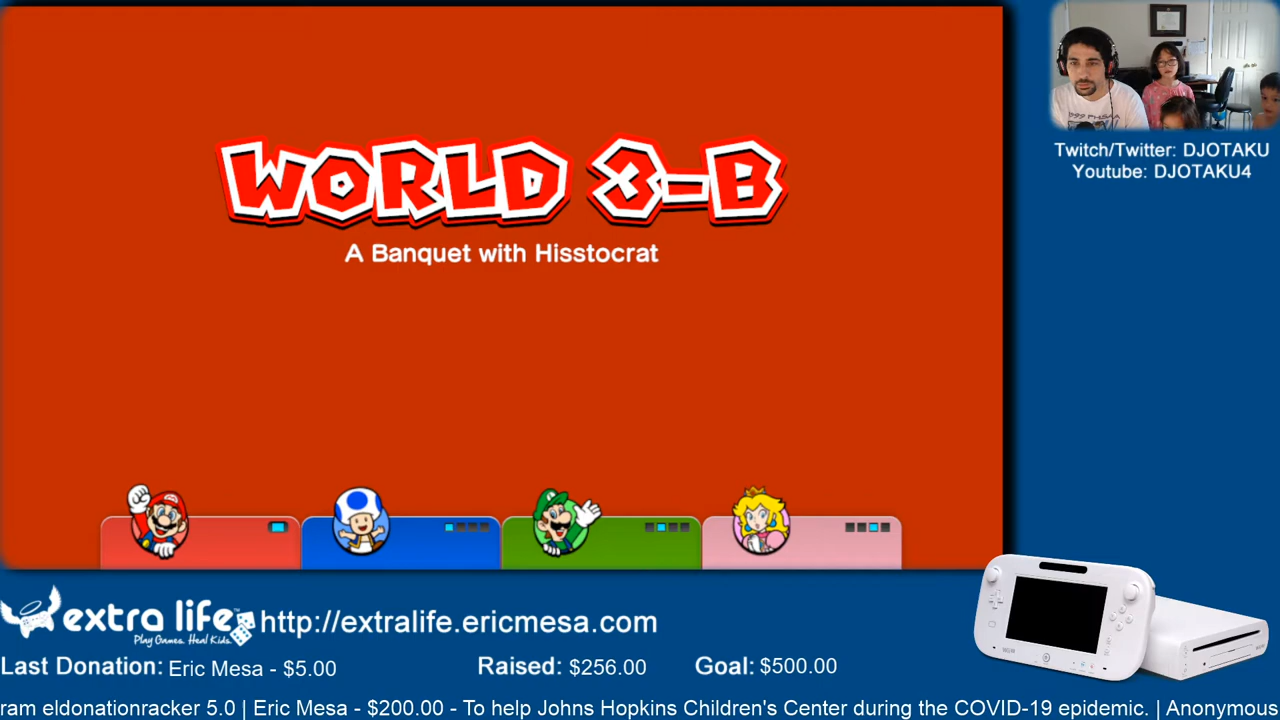 WORLD 3-B
A Banquet with Hisstocrat
Twitch/Twitter: DJOTAKU
Youtube: DJOTAKU4
extra life
Play Games. Heal Kids.
http://extralife.ericmesa.com
Last Donation: Eric Mesa - $5.00 Raised: $256.00 Goal: $500.00
ram eldonationracker 5.0 | Eric Mesa - $200.00 - To help Johns Hopkins Children's Center during the COVID-19 epidemic. | Anonymous